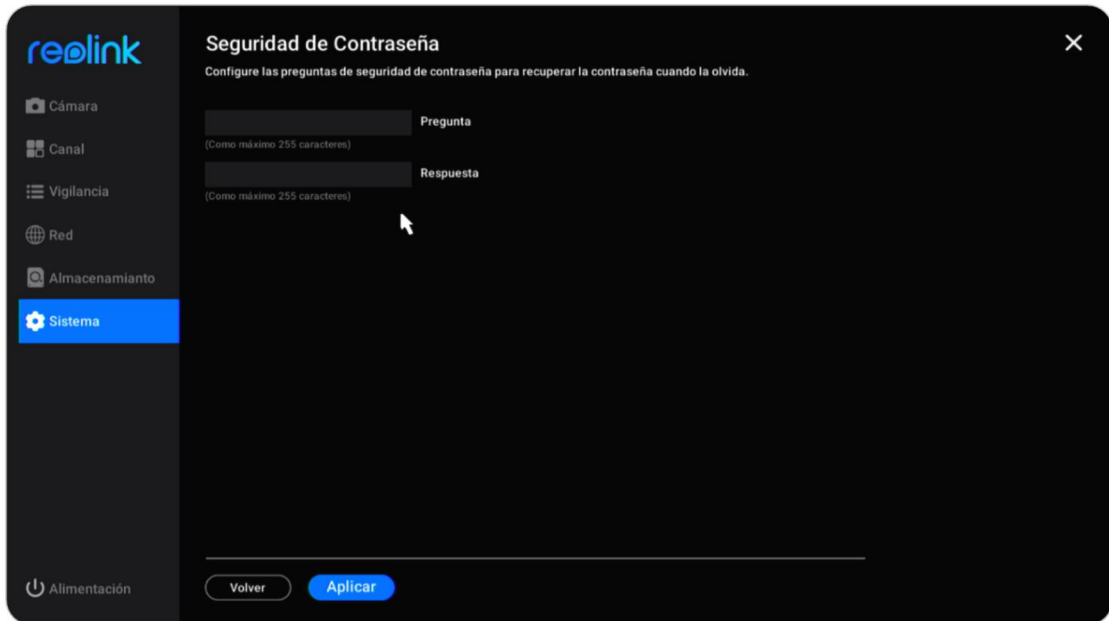 reolink
Cámara
Canal
Vigilancia
Red
Almacenamianto
Sistema
Alimentación
Seguridad de Contraseña
Configure las preguntas de seguridad de contraseña para recuperar la contraseña cuando la olvida.
Pregunta
(Como máximo 255 caracteres)
Respuesta
(Como máximo 255 caracteres)
Volver
Aplicar